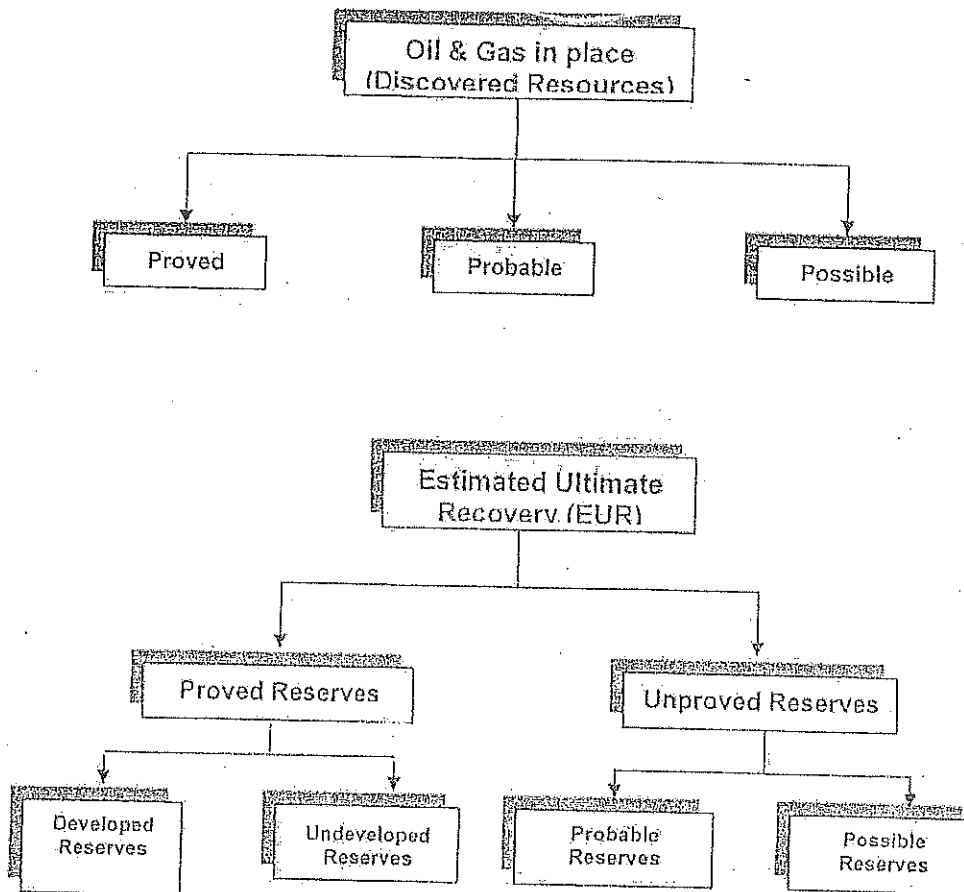 Oil & Gas in place
(Discovered Resources)
Proved
Probable
Possible
Estimated Ultimate
Recovery (EUR)
Proved Reserves
Unproved Reserves
Developed
Reserves
Undeveloped
Reserves
Probable
Reserves
Possible
Reserves